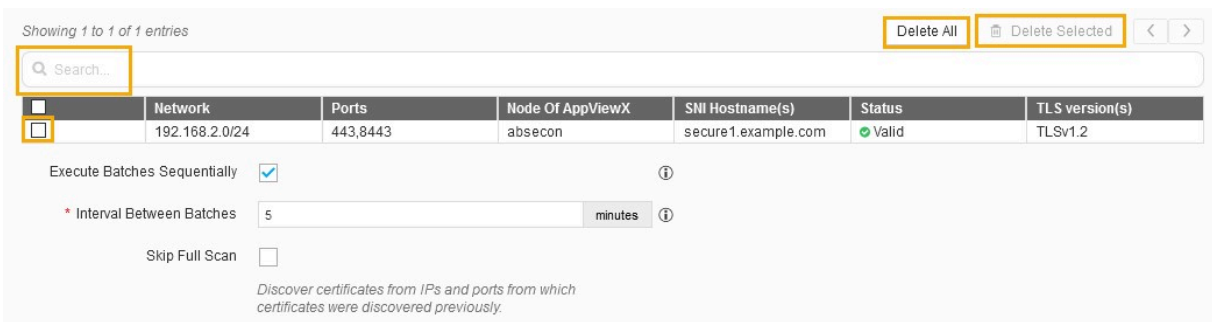 Showing 1 to 1 of 1 entries
Delete All
Delete Selected
Search...
Network Ports Node Of AppViewX SNI Hostname(s) Status TLS version(s)
192.168.2.0/24 443,8443 absecon secure1.example.com Valid TLSv1.2
Execute Batches Sequentially
* Interval Between Batches 5 minutes
Skip Full Scan
Discover certificates from IPs and ports from which
certificates were discovered previously.